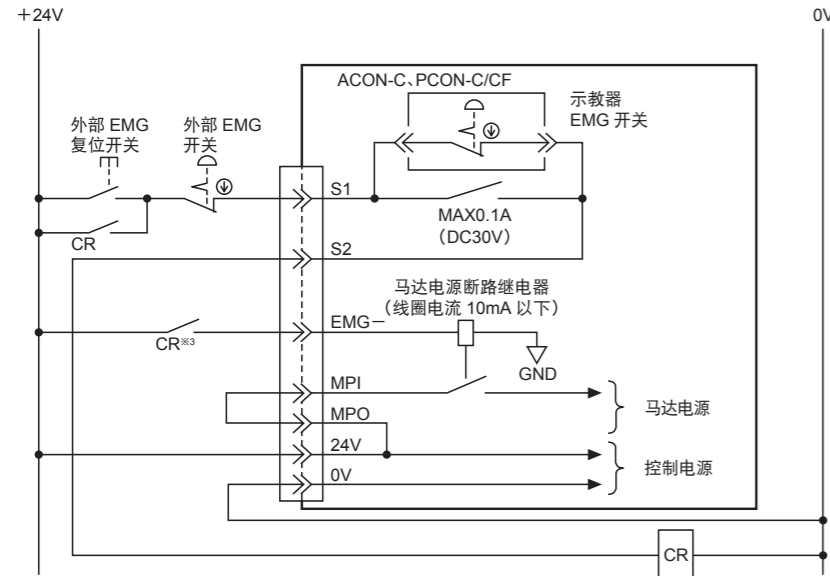 +24V
0V
ACON-C、PCON-C/CF
示教器
EMG 开关
外部 EMG
复位开关
外部 EMG
开关
S1
MAX0.1A
（DC30V）
CR
S2
马达电源断路继电器
（线圈电流 10mA 以下）
EMG－
CR※3
GND
MPI
MPO
马达电源
24V
0V
控制电源
CR